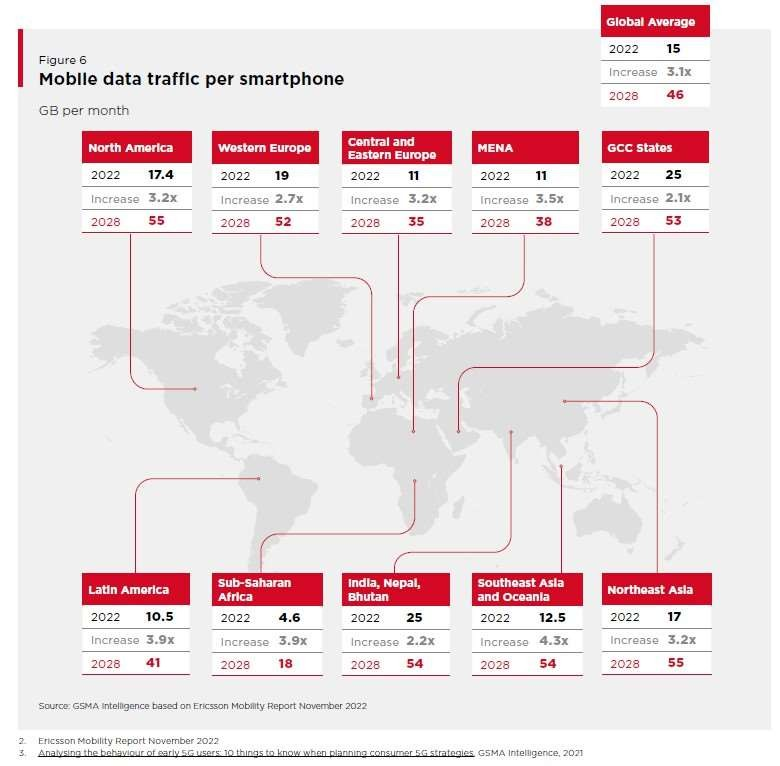 Global Average
2022 15
Increase 3.1x
2028 46
Figure 6
Mobile data traffic per smartphone
GB per month
North America
2022 17.4
Increase 3.2x
2028 55
Western Europe
2022 19
Increase 2.7x
2028 52
Central and
Eastern Europe
2022 11
Increase 3.2x
2028 35
MENA
2022 11
Increase 3.5x
2028 38
GCC States
2022 25
Increase 2.1x
2028 53
Latin America
2022 10.5
Increase 3.9x
2028 41
Sub-Saharan
Africa
2022 4.6
Increase 3.9x
2028 18
India, Nepal,
Bhutan
2022 25
Increase 2.2x
2028 54
Southeast Asia
and Oceania
2022 12.5
Increase 4.3x
2028 54
Northeast Asia
2022 17
Increase 3.2x
2028 55
Source: GSMA Intelligence based on Ericsson Mobility Report November 2022
2. Ericsson Mobility Report November 2022
3. Analysing the behaviour of early 5G users: 10 things to know when planning consumer 5G strategies, GSMA Intelligence, 2021